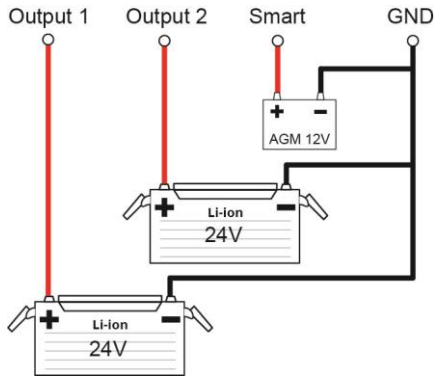 Output 1 Output 2 Smart GND
+ −
AGM 12V
+ −
Li-ion
24V
+ −
Li-ion
24V